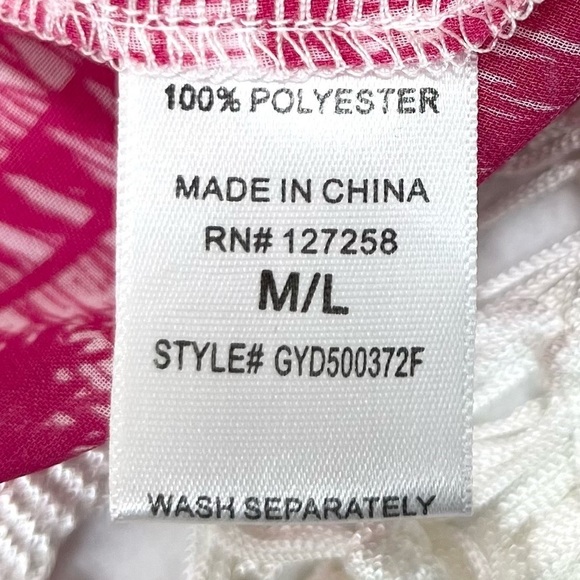 100% POLYESTER
MADE IN CHINA
RN# 127258
M/L
STYLE# GYD500372F
WASH SEPARATELY